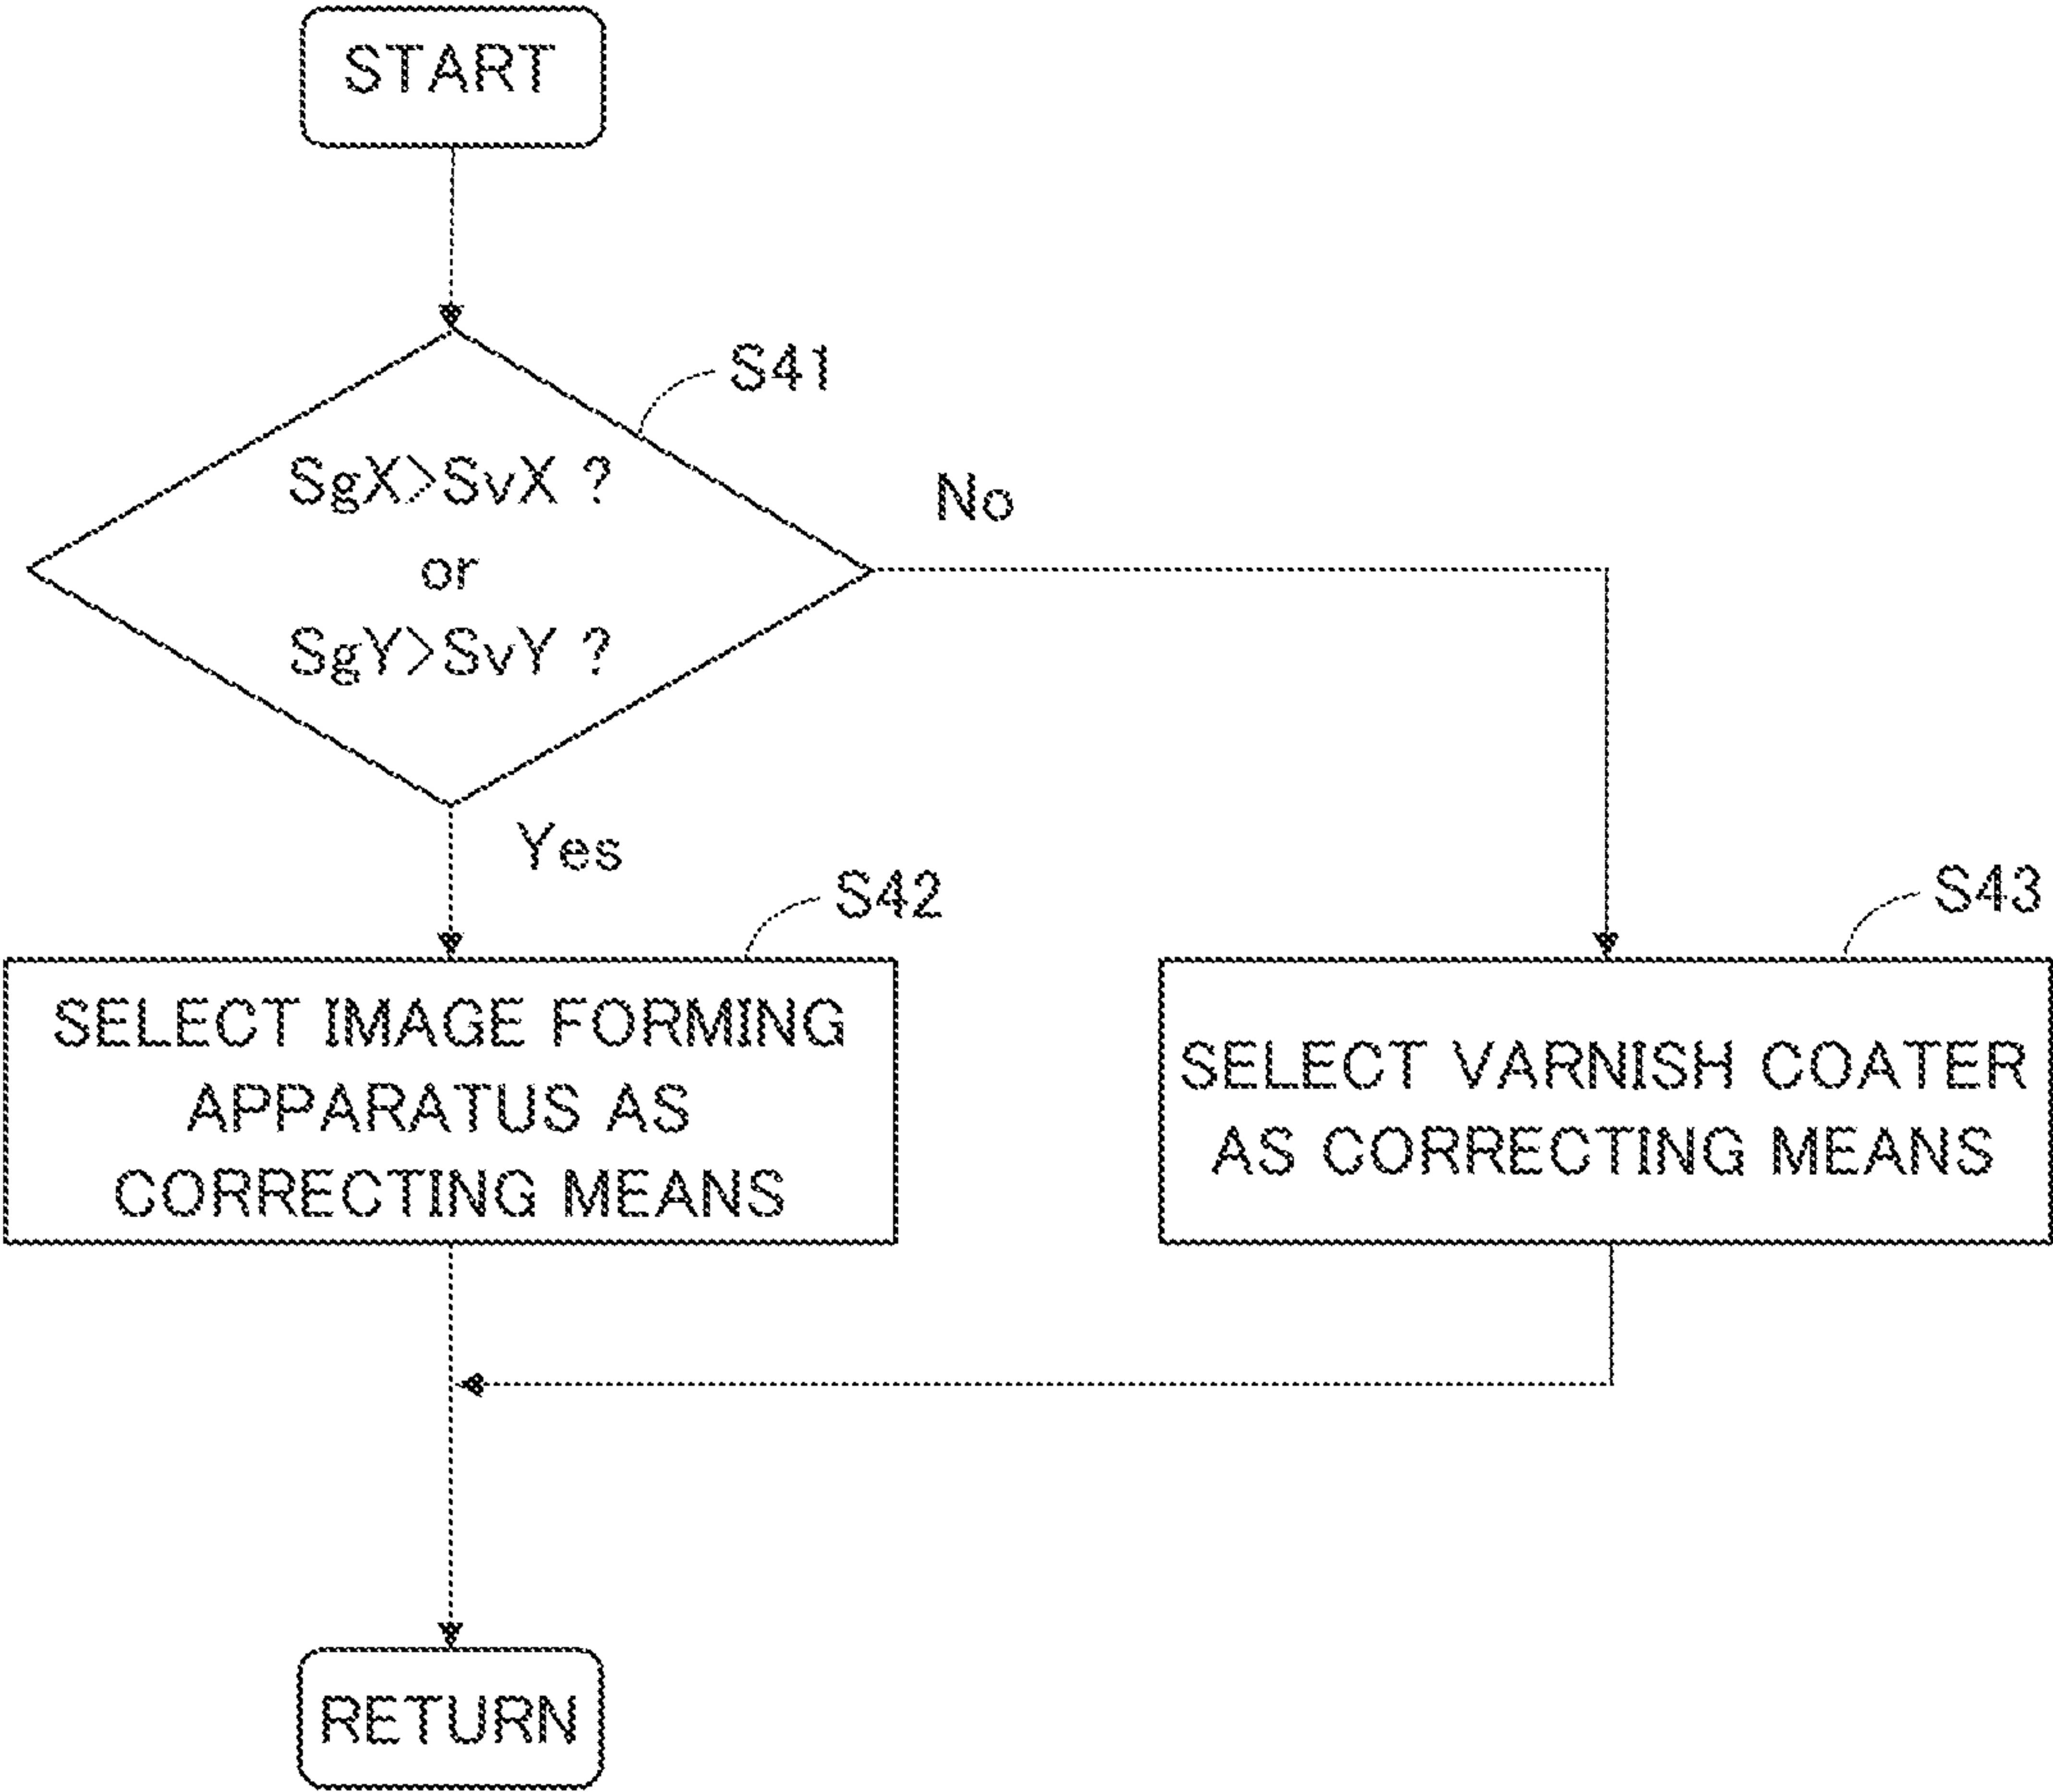 START
S41
SgX>SvX ?
or
SgY>SvY ?
No
Yes
S42
S43
SELECT IMAGE FORMING
APPARATUS AS
CORRECTING MEANS
SELECT VARNISH COATER
AS CORRECTING MEANS
RETURN